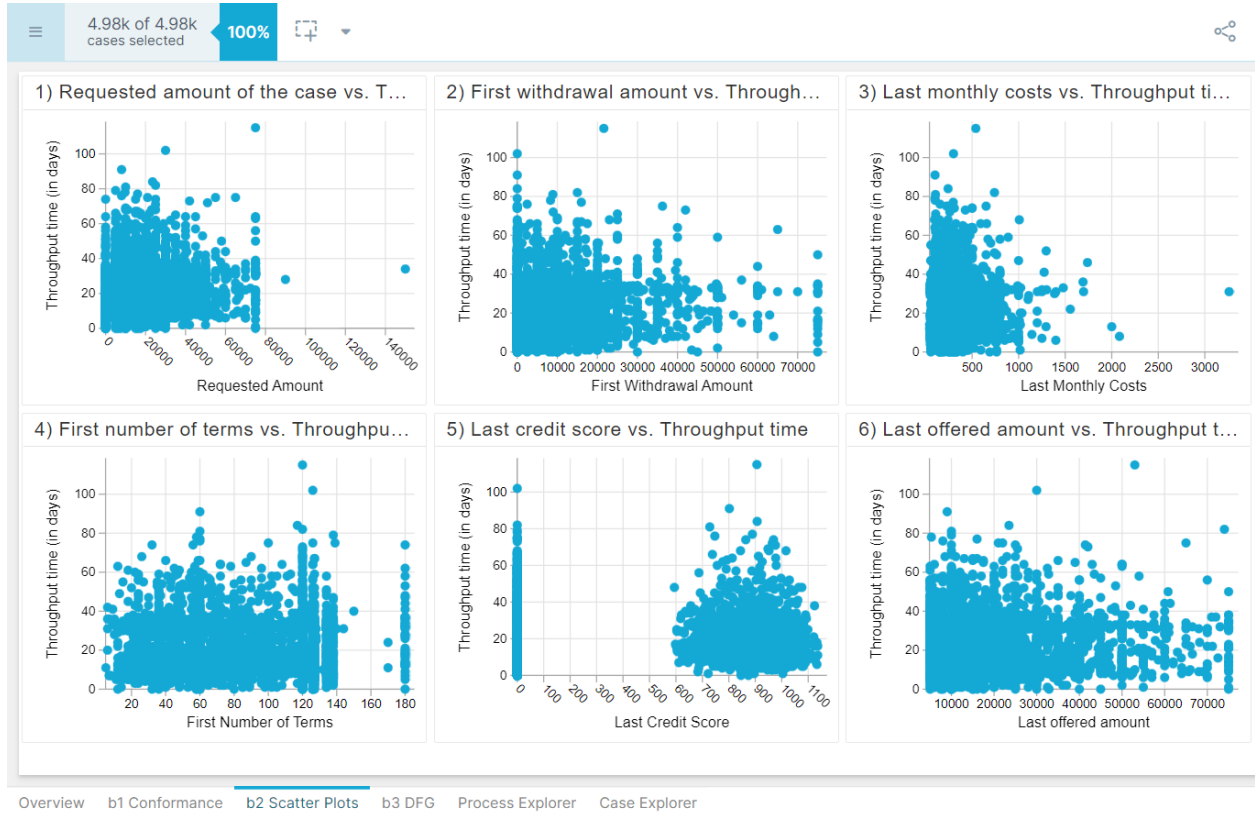 4.98k of 4.98k
cases selected
100%
1) Requested amount of the case vs. T...
Throughput time (in days)
100
80
60
40
20
0
0 20000 40000 60000 80000 100000 120000 140000
Requested Amount
2) First withdrawal amount vs. Through...
Throughput time (in days)
100
80
60
40
20
0
0 10000 20000 30000 40000 50000 60000 70000
First Withdrawal Amount
3) Last monthly costs vs. Throughput ti...
Throughput time (in days)
100
80
60
40
20
0
500 1000 1500 2000 2500 3000
Last Monthly Costs
4) First number of terms vs. Throughpu...
Throughput time (in days)
100
80
60
40
20
0
20 40 60 80 100 120 140 160 180
First Number of Terms
5) Last credit score vs. Throughput time
Throughput time (in days)
100
80
60
40
20
0
0 100 200 300 400 500 600 700 800 900 1000 1100
Last Credit Score
6) Last offered amount vs. Throughput t...
Throughput time (in days)
100
80
60
40
20
0
10000 20000 30000 40000 50000 60000 70000
Last offered amount
Overview b1 Conformance b2 Scatter Plots b3 DFG Process Explorer Case Explorer